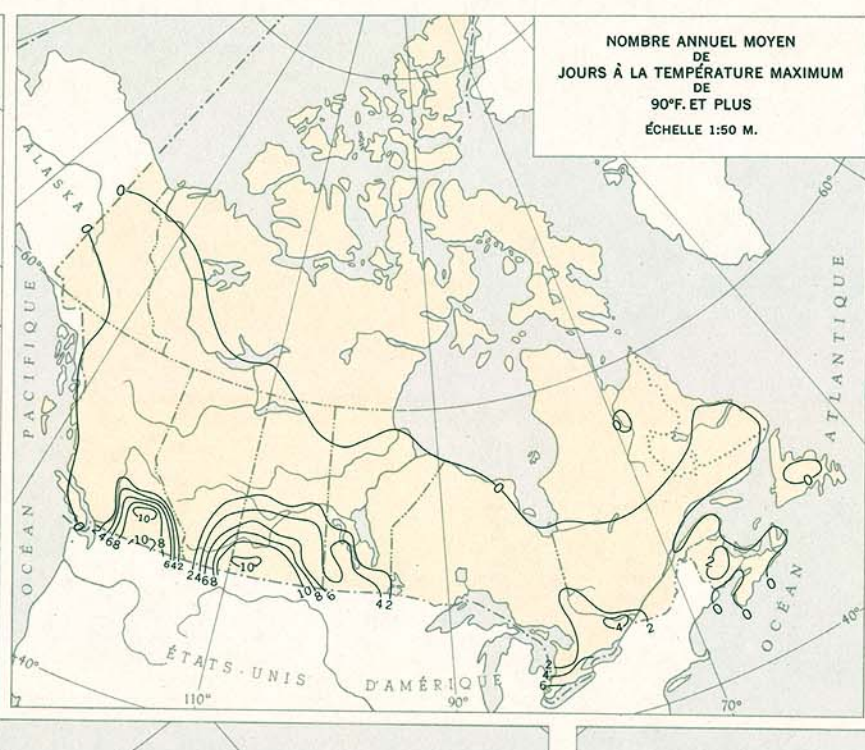 NOMBRE ANNUEL MOYEN
DE
JOURS À LA TEMPÉRATURE MAXIMUM
DE
90°F. ET PLUS
ÉCHELLE 1:50 M.
ALASKA
0
0
60°
60°
OCÉAN PACIFIQUE
ATLANTIQUE
OCÉAN
0
0
0
0
2 4 6 8
10
10 8
6 4 2
2 4 6 8
10
10 8 6
4 2
2
0
0
0
4
2
2
4
6
40°
40°
ÉTATS-UNIS
D'AMÉRIQUE
110°
90°
70°